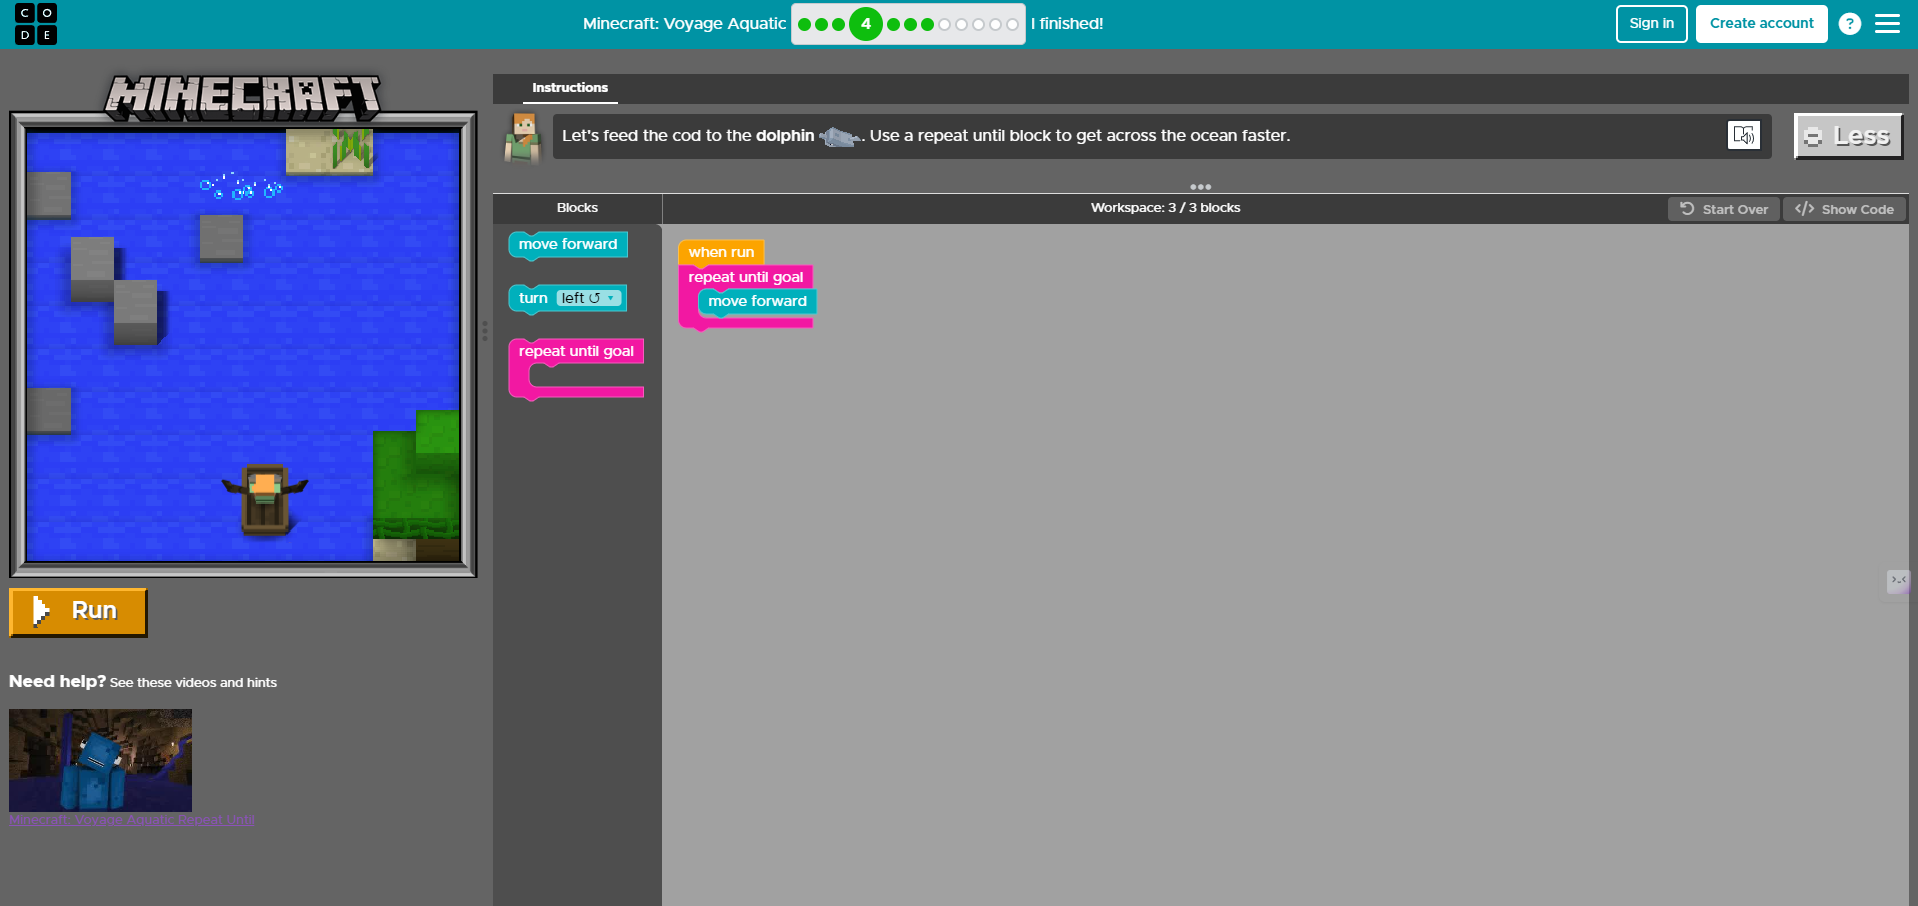 CO
DE
Minecraft: Voyage Aquatic
4
I finished!
Sign in
Create account
?
MINECRAFT
Instructions
Let's feed the cod to the dolphin . Use a repeat until block to get across the ocean faster.
Less
Blocks
Workspace: 3 / 3 blocks
Start Over
</> Show Code
move forward
turn left ↺
repeat until goal
when run
repeat until goal
move forward
Run
Need help? See these videos and hints
Minecraft: Voyage Aquatic Repeat Until